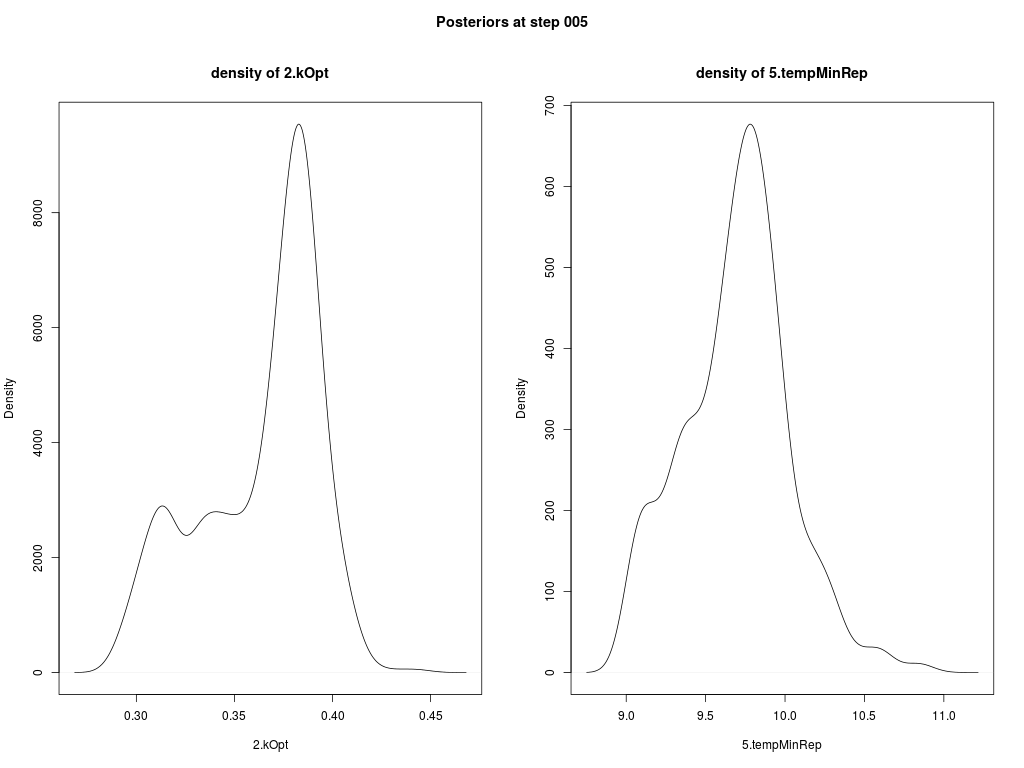 Posteriors at step 005
density of 2.kOpt
Density
0
2000
4000
6000
8000
0.30 0.35 0.40 0.45
2.kOpt
density of 5.tempMinRep
Density
0
100
200
300
400
500
600
700
9.0 9.5 10.0 10.5 11.0
5.tempMinRep